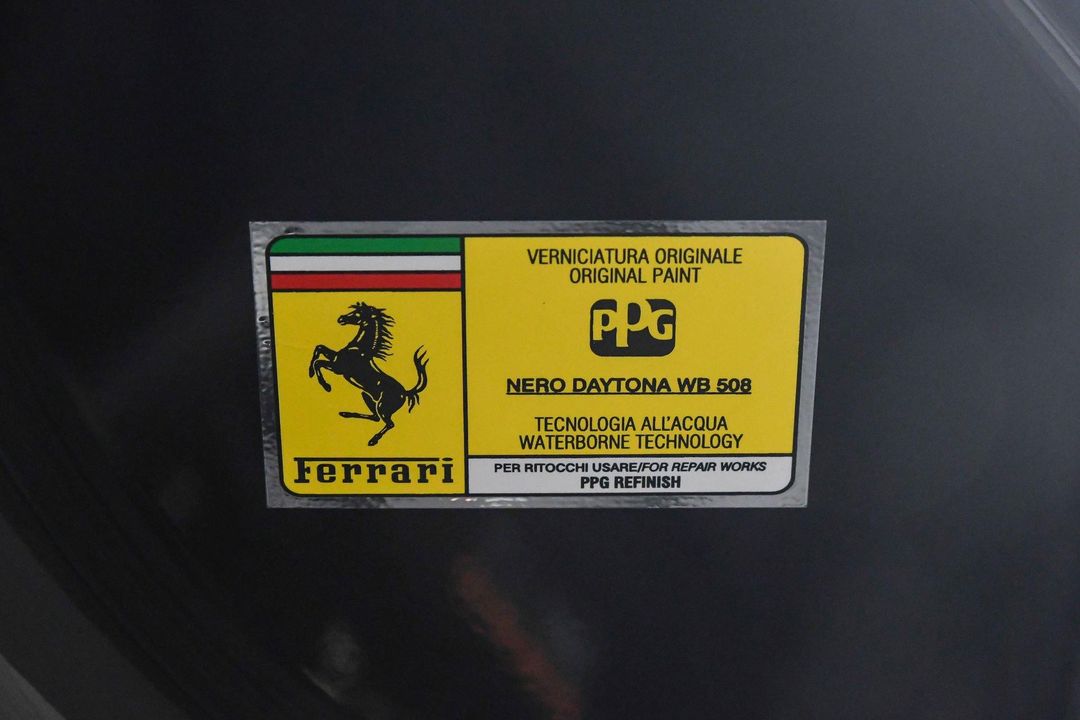 Ferrari
VERNICIATURA ORIGINALE
ORIGINAL PAINT
PPG
NERO DAYTONA WB 508
TECNOLOGIA ALL'ACQUA
WATERBORNE TECHNOLOGY
PER RITOCCHI USARE/FOR REPAIR WORKS
PPG REFINISH